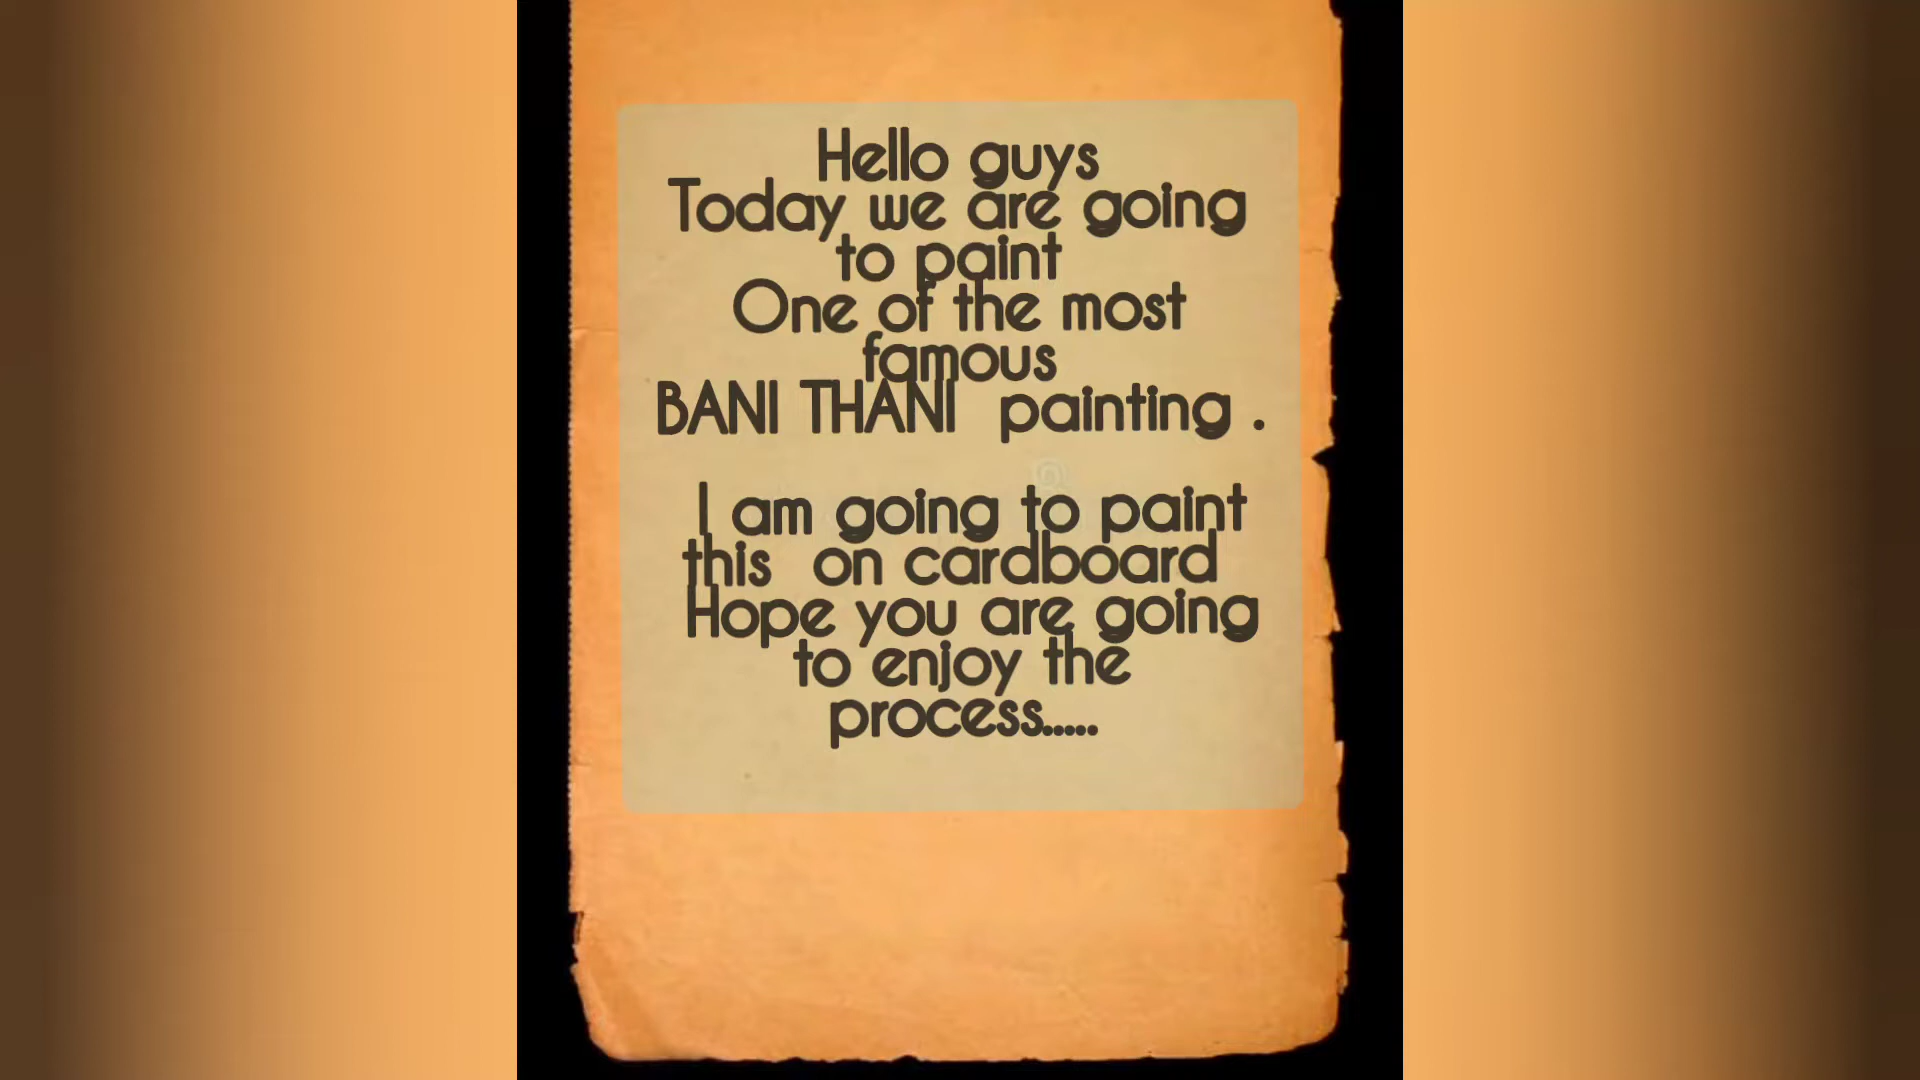 Hello guys
Today we are going
to paint
One of the most
famous
BANI THANI painting .
I am going to paint
this on cardboard
Hope you are going
to enjoy the
process.....